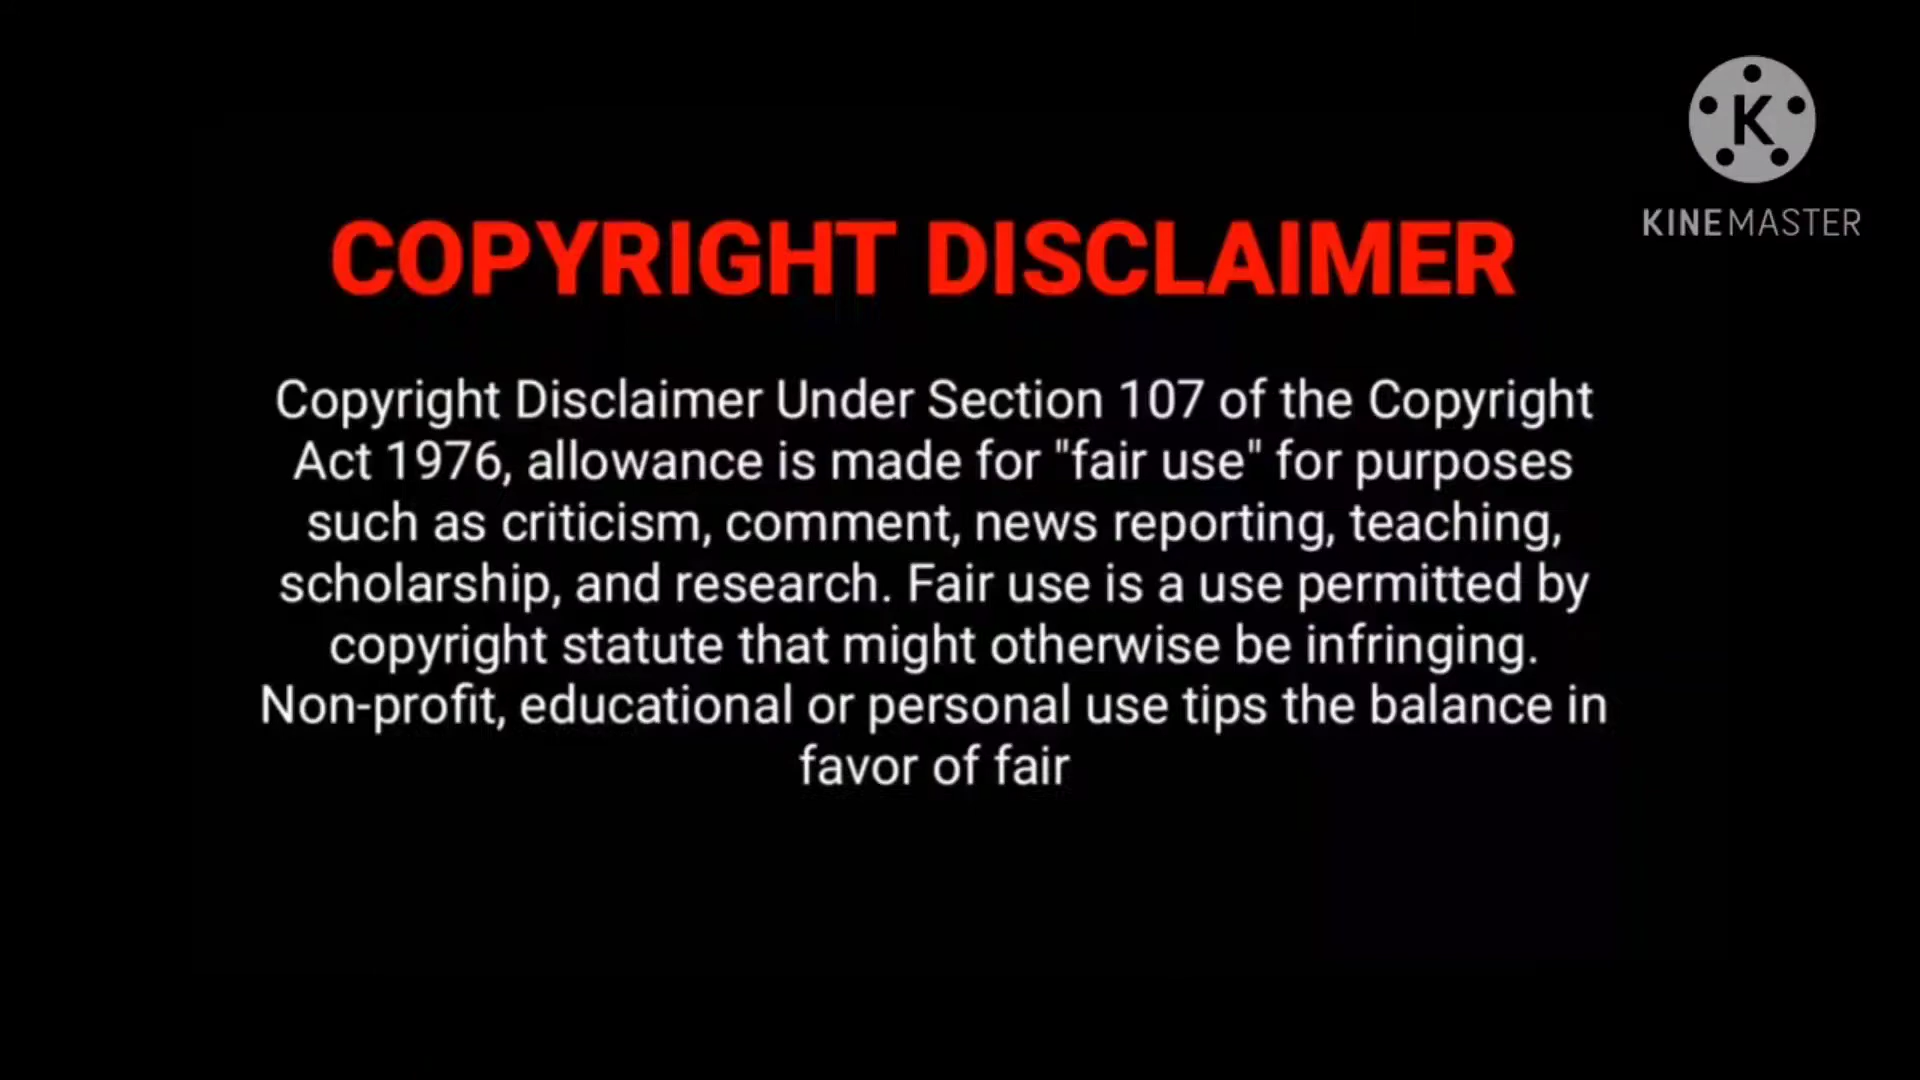 K
KINEMASTER
COPYRIGHT DISCLAIMER
Copyright Disclaimer Under Section 107 of the Copyright
Act 1976, allowance is made for "fair use" for purposes
such as criticism, comment, news reporting, teaching,
scholarship, and research. Fair use is a use permitted by
copyright statute that might otherwise be infringing.
Non-profit, educational or personal use tips the balance in
favor of fair